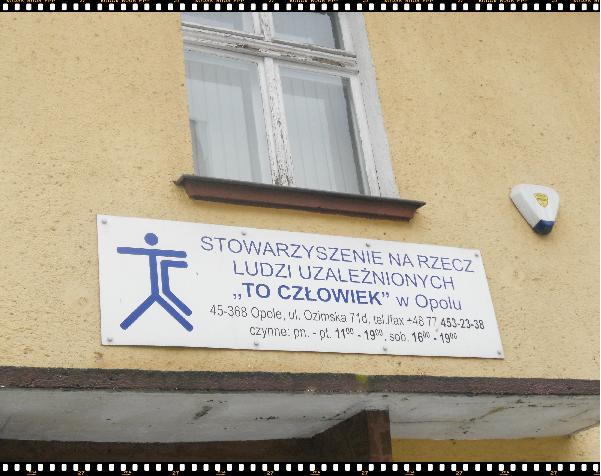 STOWARZYSZENIE NA RZECZ
LUDZI UZALEŻNIONYCH
„TO CZŁOWIEK” w Opolu
45-368 Opole, ul. Ozimska 71d, tel./fax +48 77 453-23-38
czynne: pn. - pt. 11⁰⁰ - 19⁰⁰, sob. 16⁰⁰ - 19⁰⁰